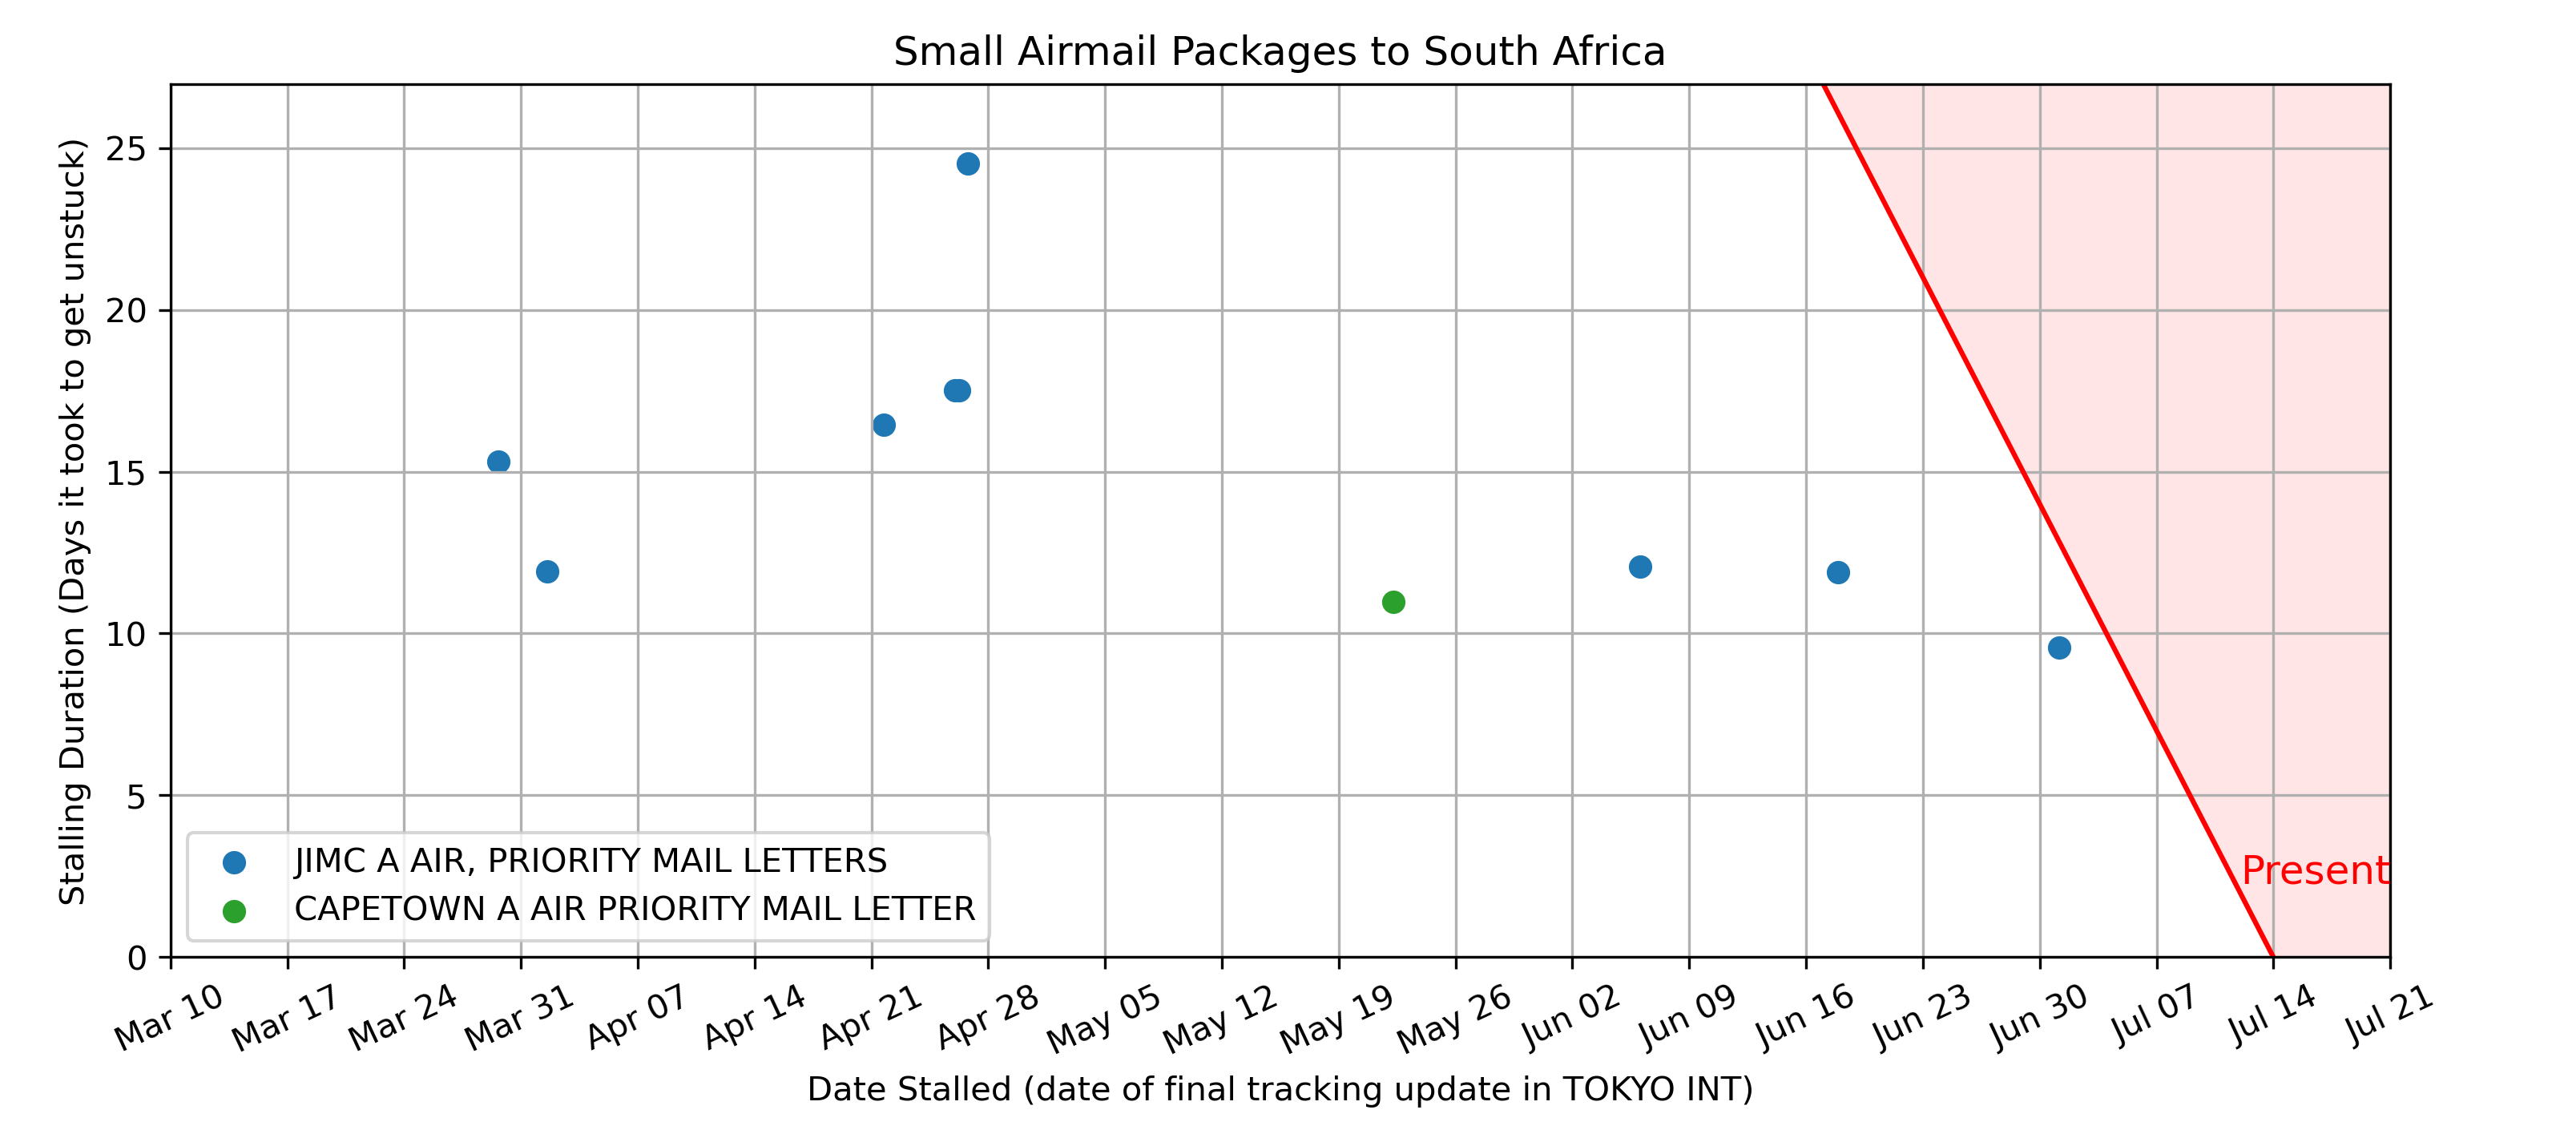 Small Airmail Packages to South Africa
Stalling Duration (Days it took to get unstuck)
25
20
15
10
5
0
Present
JIMC A AIR, PRIORITY MAIL LETTERS
CAPETOWN A AIR PRIORITY MAIL LETTER
Mar 10 Mar 17 Mar 24 Mar 31 Apr 07 Apr 14 Apr 21 Apr 28 May 05 May 12 May 19 May 26 Jun 02 Jun 09 Jun 16 Jun 23 Jun 30 Jul 07 Jul 14 Jul 21
Date Stalled (date of final tracking update in TOKYO INT)